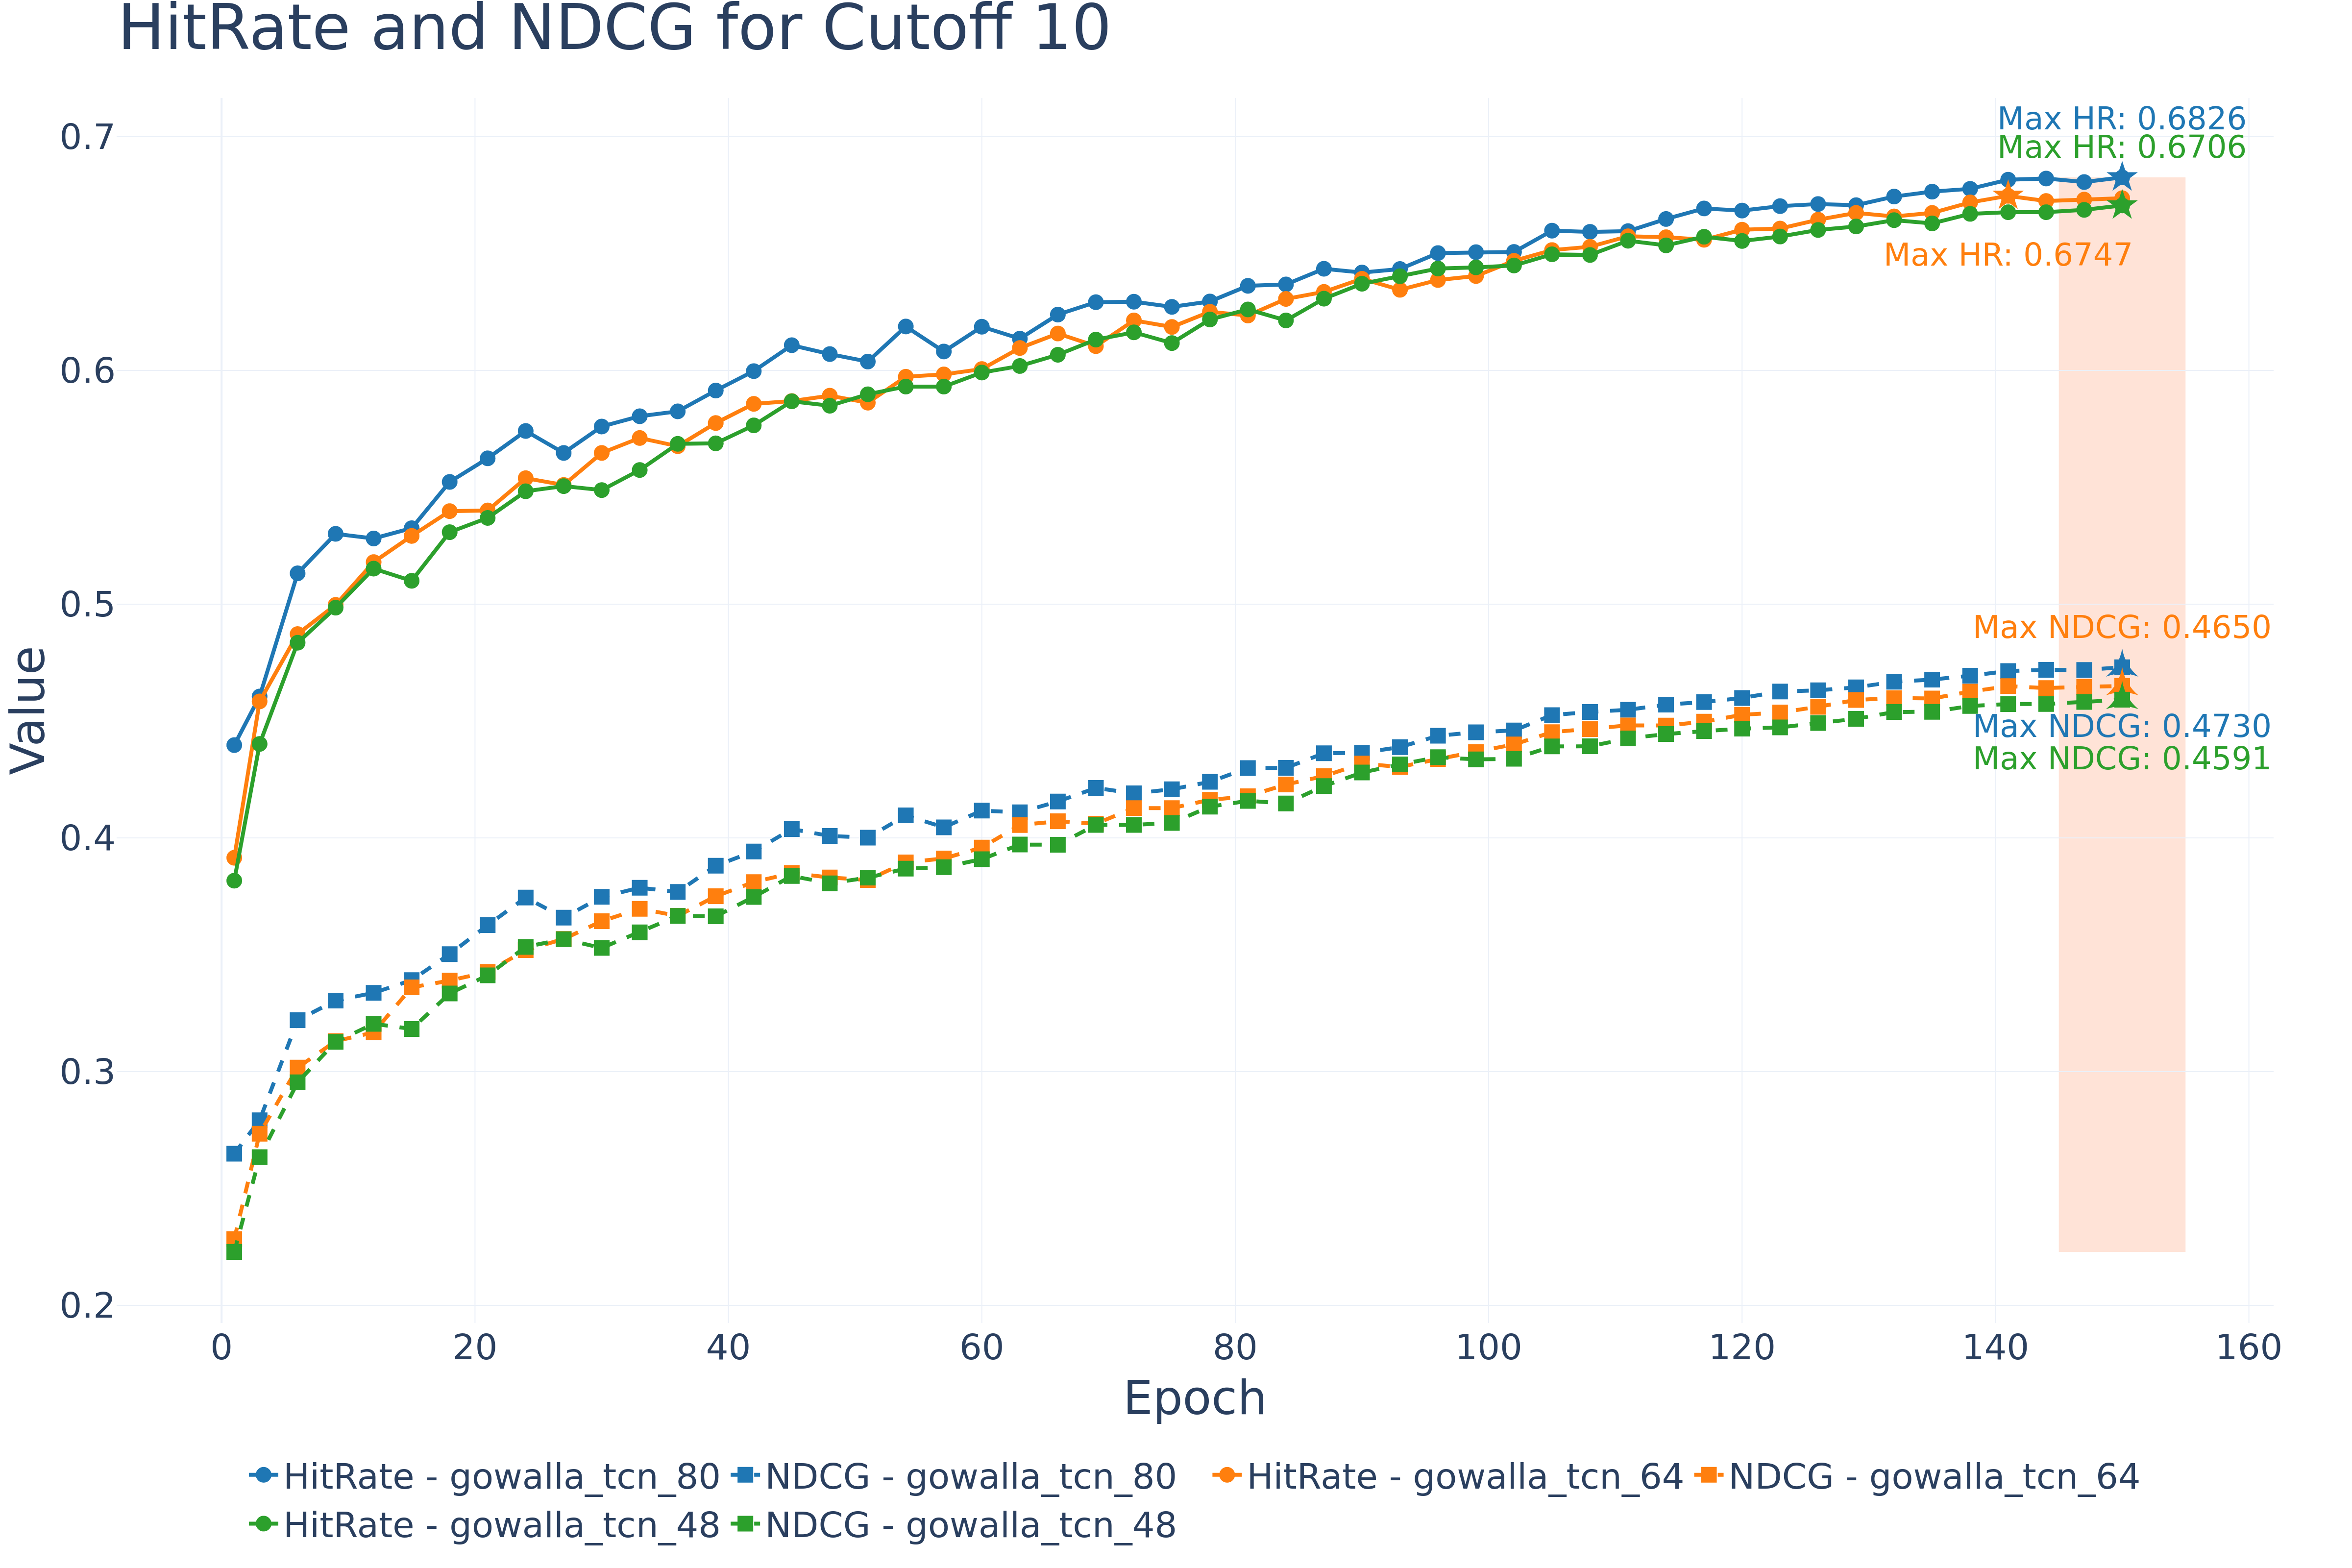 HitRate and NDCG for Cutoff 10
Max HR: 0.6826
Max HR: 0.6706
Max HR: 0.6747
Max NDCG: 0.4650
Max NDCG: 0.4730
Max NDCG: 0.4591
Value
0.7
0.6
0.5
0.4
0.3
0.2
0 20 40 60 80 100 120 140 160
Epoch
HitRate - gowalla_tcn_80 NDCG - gowalla_tcn_80 HitRate - gowalla_tcn_64 NDCG - gowalla_tcn_64
HitRate - gowalla_tcn_48 NDCG - gowalla_tcn_48